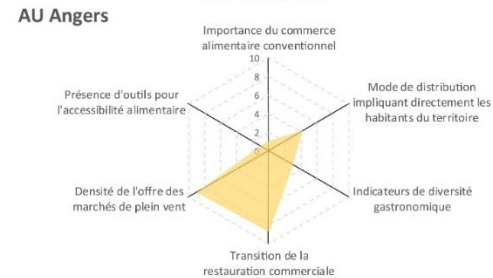 AU Angers
Importance du commerce
alimentaire conventionnel
10
8
6
4
2
0
Mode de distribution
impliquant directement les
habitants du territoire
Présence d'outils pour
l'accessibilité alimentaire
Densité de l'offre des
marchés de plein vent
Indicateurs de diversité
gastronomique
Transition de la
restauration commerciale